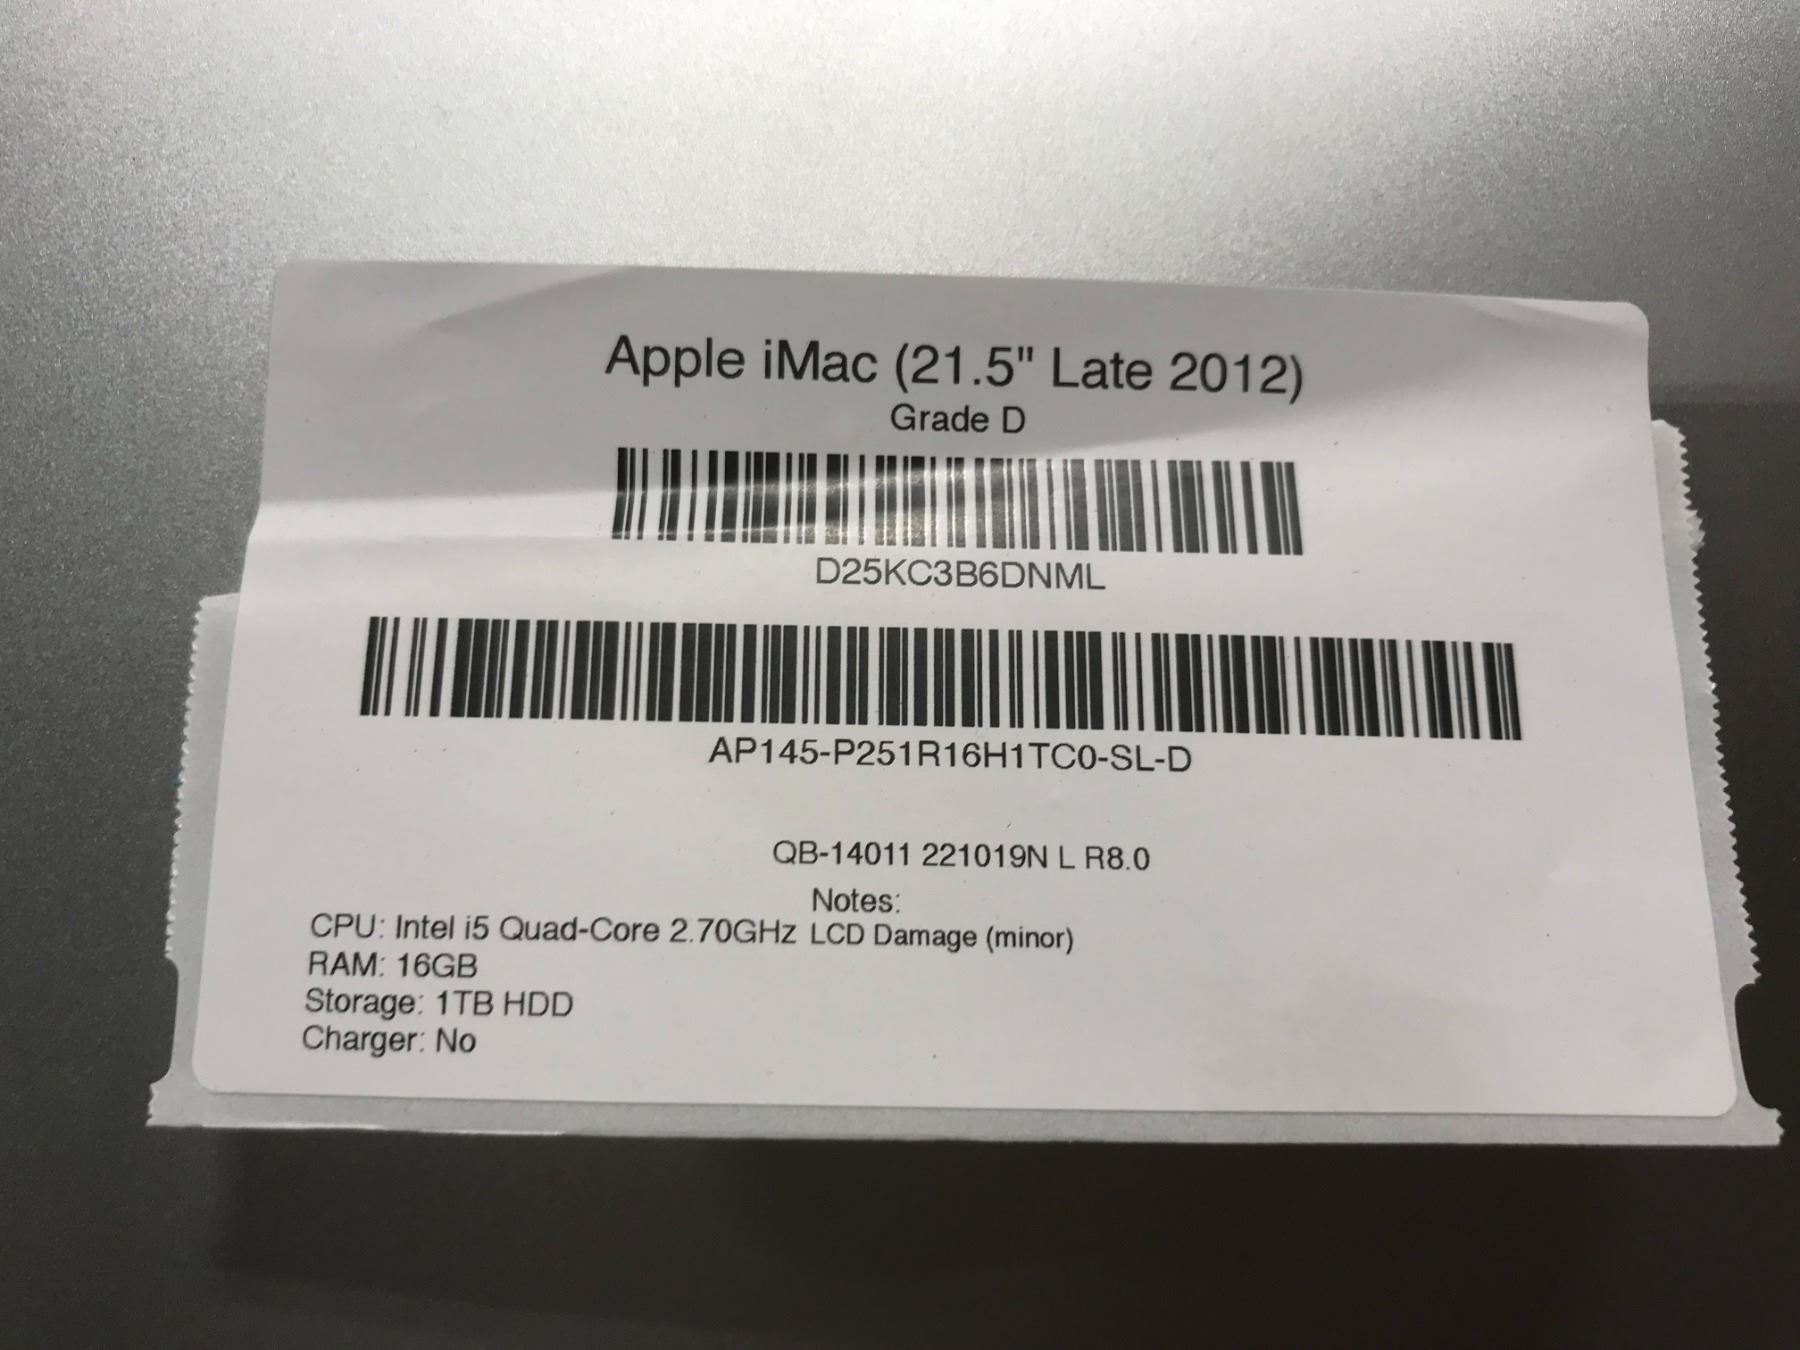 Apple iMac (21.5" Late 2012)
Grade D
D25KC3B6DNML
AP145-P251R16H1TC0-SL-D
QB-14011 221019N L R8.0
Notes:
CPU: Intel i5 Quad-Core 2.70GHz LCD Damage (minor)
RAM: 16GB
Storage: 1TB HDD
Charger: No